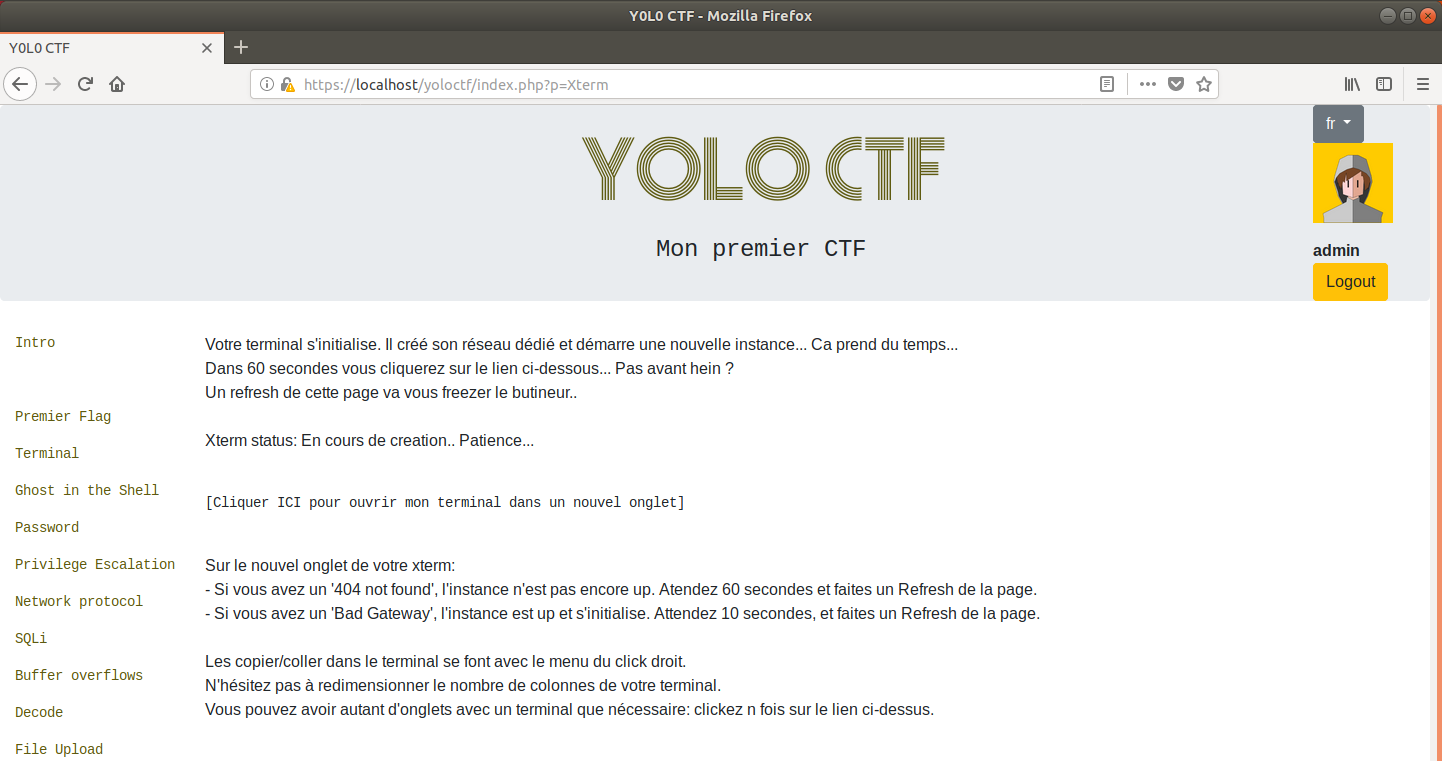 Y0L0 CTF - Mozilla Firefox
Y0L0 CTF
https://localhost/yoloctf/index.php?p=Xterm
fr
YOLO CTF
Mon premier CTF
admin
Logout
Intro
Premier Flag
Terminal
Ghost in the Shell
Password
Privilege Escalation
Network protocol
SQLi
Buffer overflows
Decode
File Upload
Votre terminal s'initialise. Il créé son réseau dédié et démarre une nouvelle instance... Ca prend du temps...
Dans 60 secondes vous cliquerez sur le lien ci-dessous... Pas avant hein ?
Un refresh de cette page va vous freezer le butineur..
Xterm status: En cours de creation.. Patience...
[Cliquer ICI pour ouvrir mon terminal dans un nouvel onglet]
Sur le nouvel onglet de votre xterm:
- Si vous avez un '404 not found', l'instance n'est pas encore up. Atendez 60 secondes et faites un Refresh de la page.
- Si vous avez un 'Bad Gateway', l'instance est up et s'initialise. Attendez 10 secondes, et faites un Refresh de la page.
Les copier/coller dans le terminal se font avec le menu du click droit.
N'hésitez pas à redimensionner le nombre de colonnes de votre terminal.
Vous pouvez avoir autant d'onglets avec un terminal que nécessaire: clickez n fois sur le lien ci-dessus.